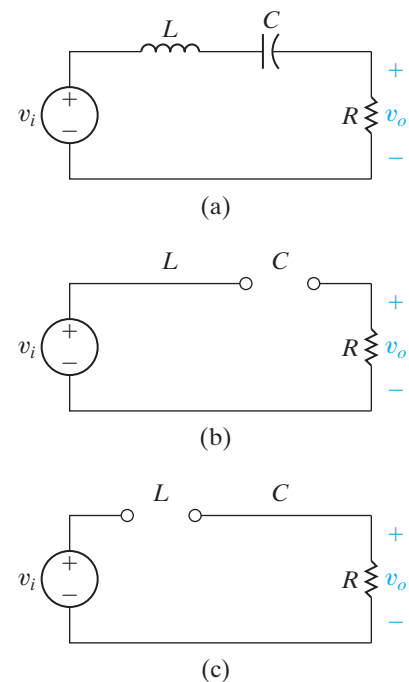 L C
+
v_i + − R v_o
−
(a)
L C
+
v_i + − R v_o
−
(b)
L C
+
v_i + − R v_o
−
(c)